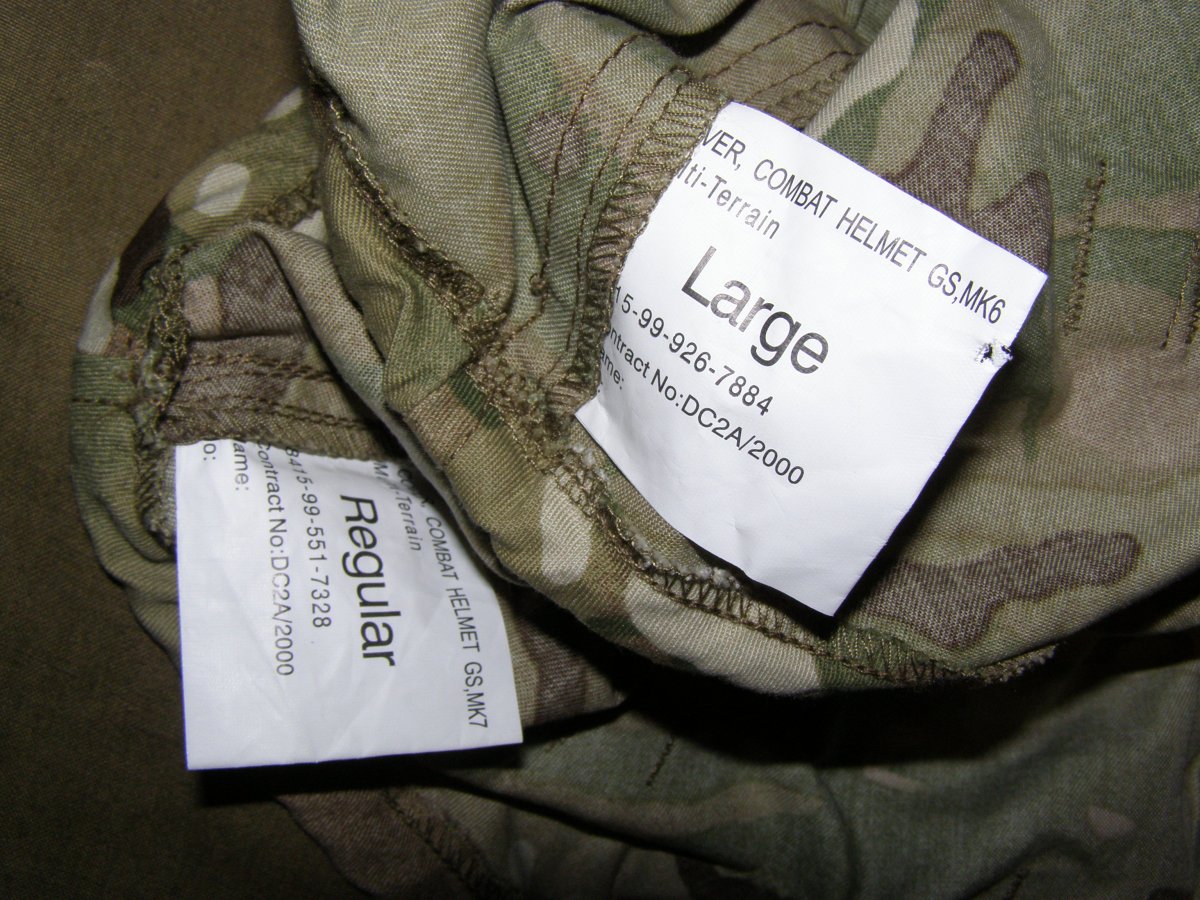 VER, COMBAT HELMET GS,MK6
lti-Terrain
Large
15-99-926-7884
ntract No:DC2A/2000
ame:
COMBAT HELMET GS,MK7
-Terrain
Regular
8415-99-551-7328
Contract No:DC2A/2000
ame:
o: